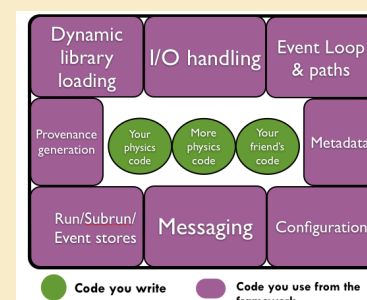 Dynamic
library
loading
I/O handling
Event Loop
& paths
Provenance
generation
Your
physics
code
More
physics
code
Your
friend's
code
Metadata
Run/Subrun/
Event stores
Messaging
Configuration
Code you write
Code you use from the
framework